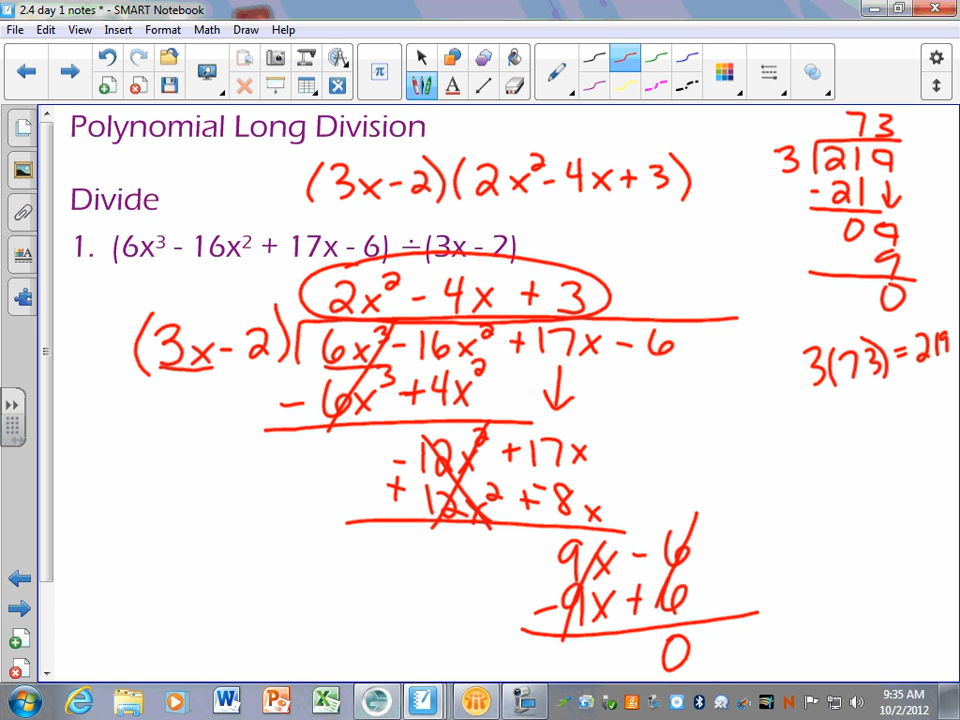 2.4 day 1 notes * - SMART Notebook
File Edit View Insert Format Math Draw Help
π
A
Polynomial Long Division
(3x - 2)(2x² - 4x + 3)
Divide
1. (6x³ - 16x² + 17x - 6) ÷ (3x - 2)
2x² - 4x + 3
(3x - 2) 6x³ - 16x² + 17x - 6
- 6x³ + 4x² ↓
- 12x² + 17x
+ 12x² + -8x
9x - 6
- 9x + 6
0
73
3 219
- 21 ↓
09
9
0
3(73) = 219
9:35 AM
10/2/2012